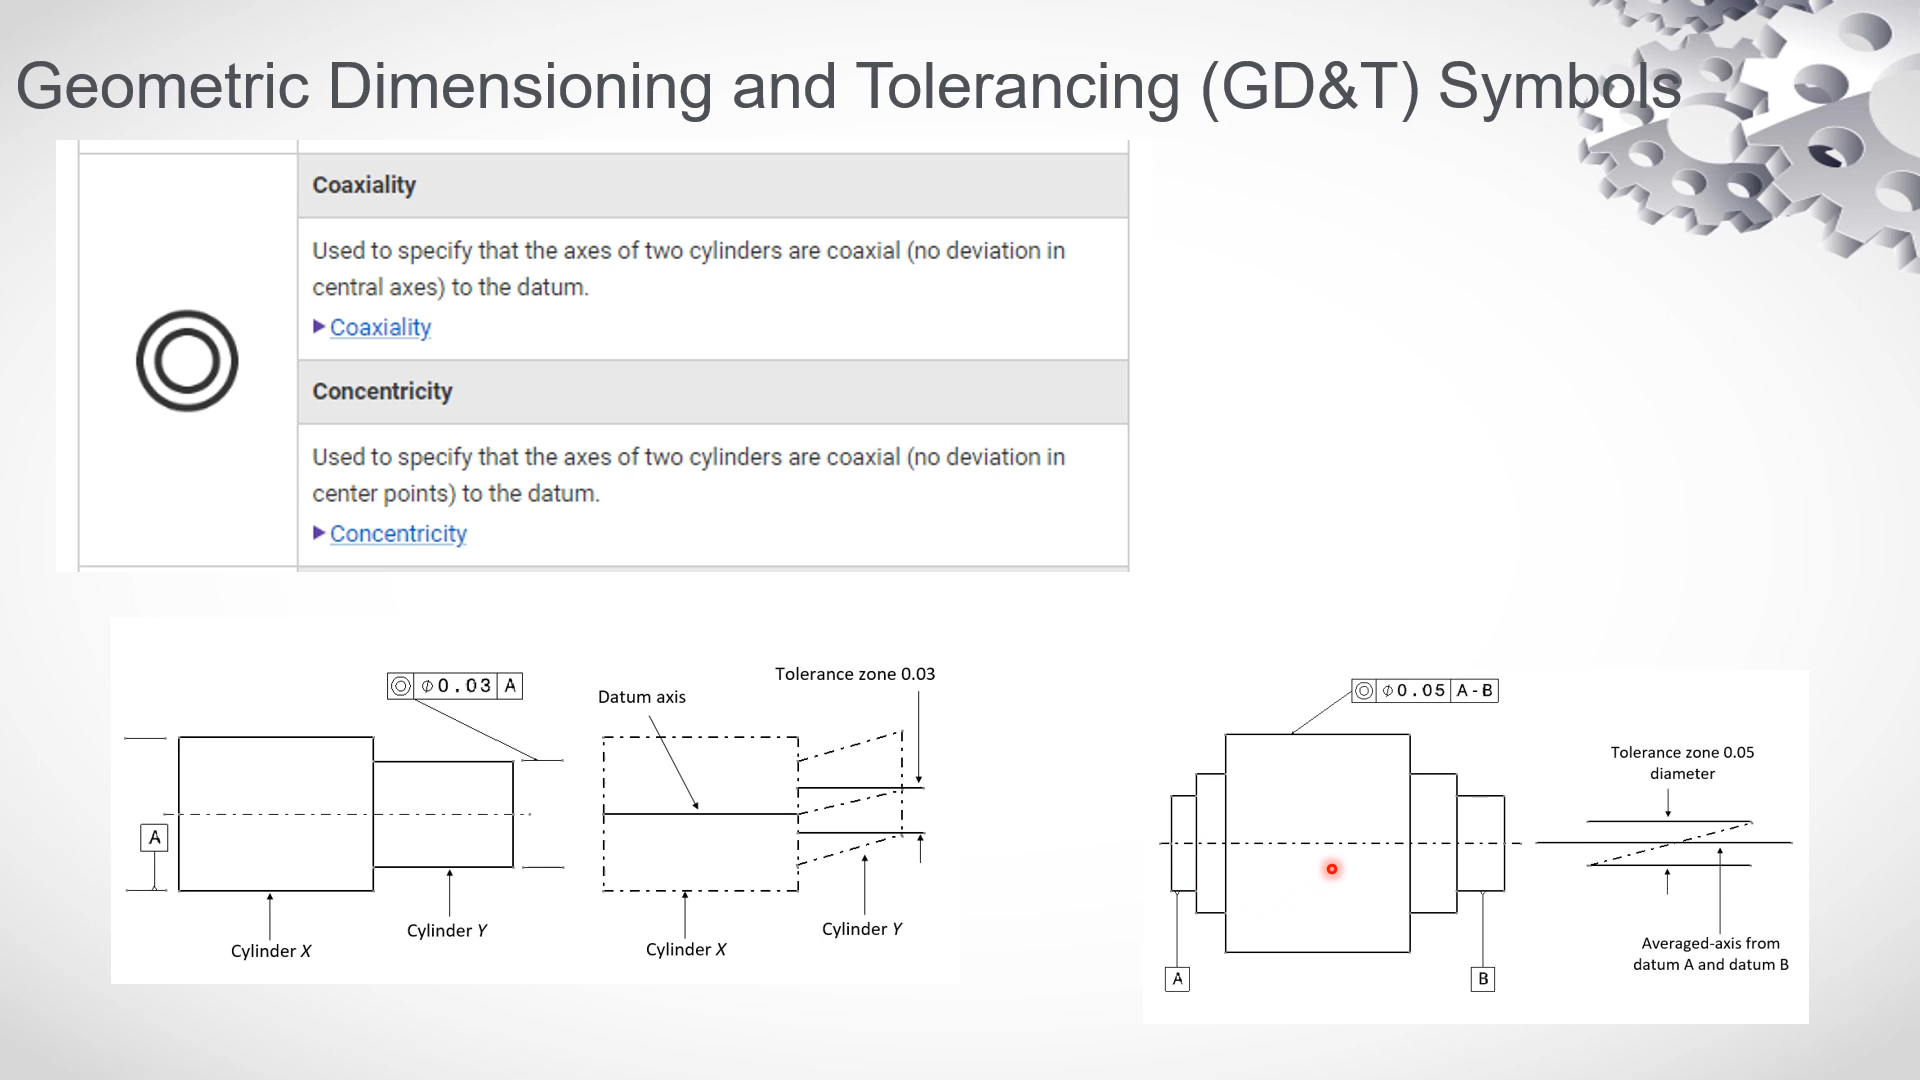 Geometric Dimensioning and Tolerancing (GD&T) Symbols
Coaxiality
Used to specify that the axes of two cylinders are coaxial (no deviation in
central axes) to the datum.
Coaxiality
Concentricity
Used to specify that the axes of two cylinders are coaxial (no deviation in
center points) to the datum.
Concentricity
⌀0.03 A
A
Cylinder X
Cylinder Y
Datum axis
Tolerance zone 0.03
Cylinder X
Cylinder Y
⌀0.05 A-B
A
B
Tolerance zone 0.05
diameter
Averaged-axis from
datum A and datum B